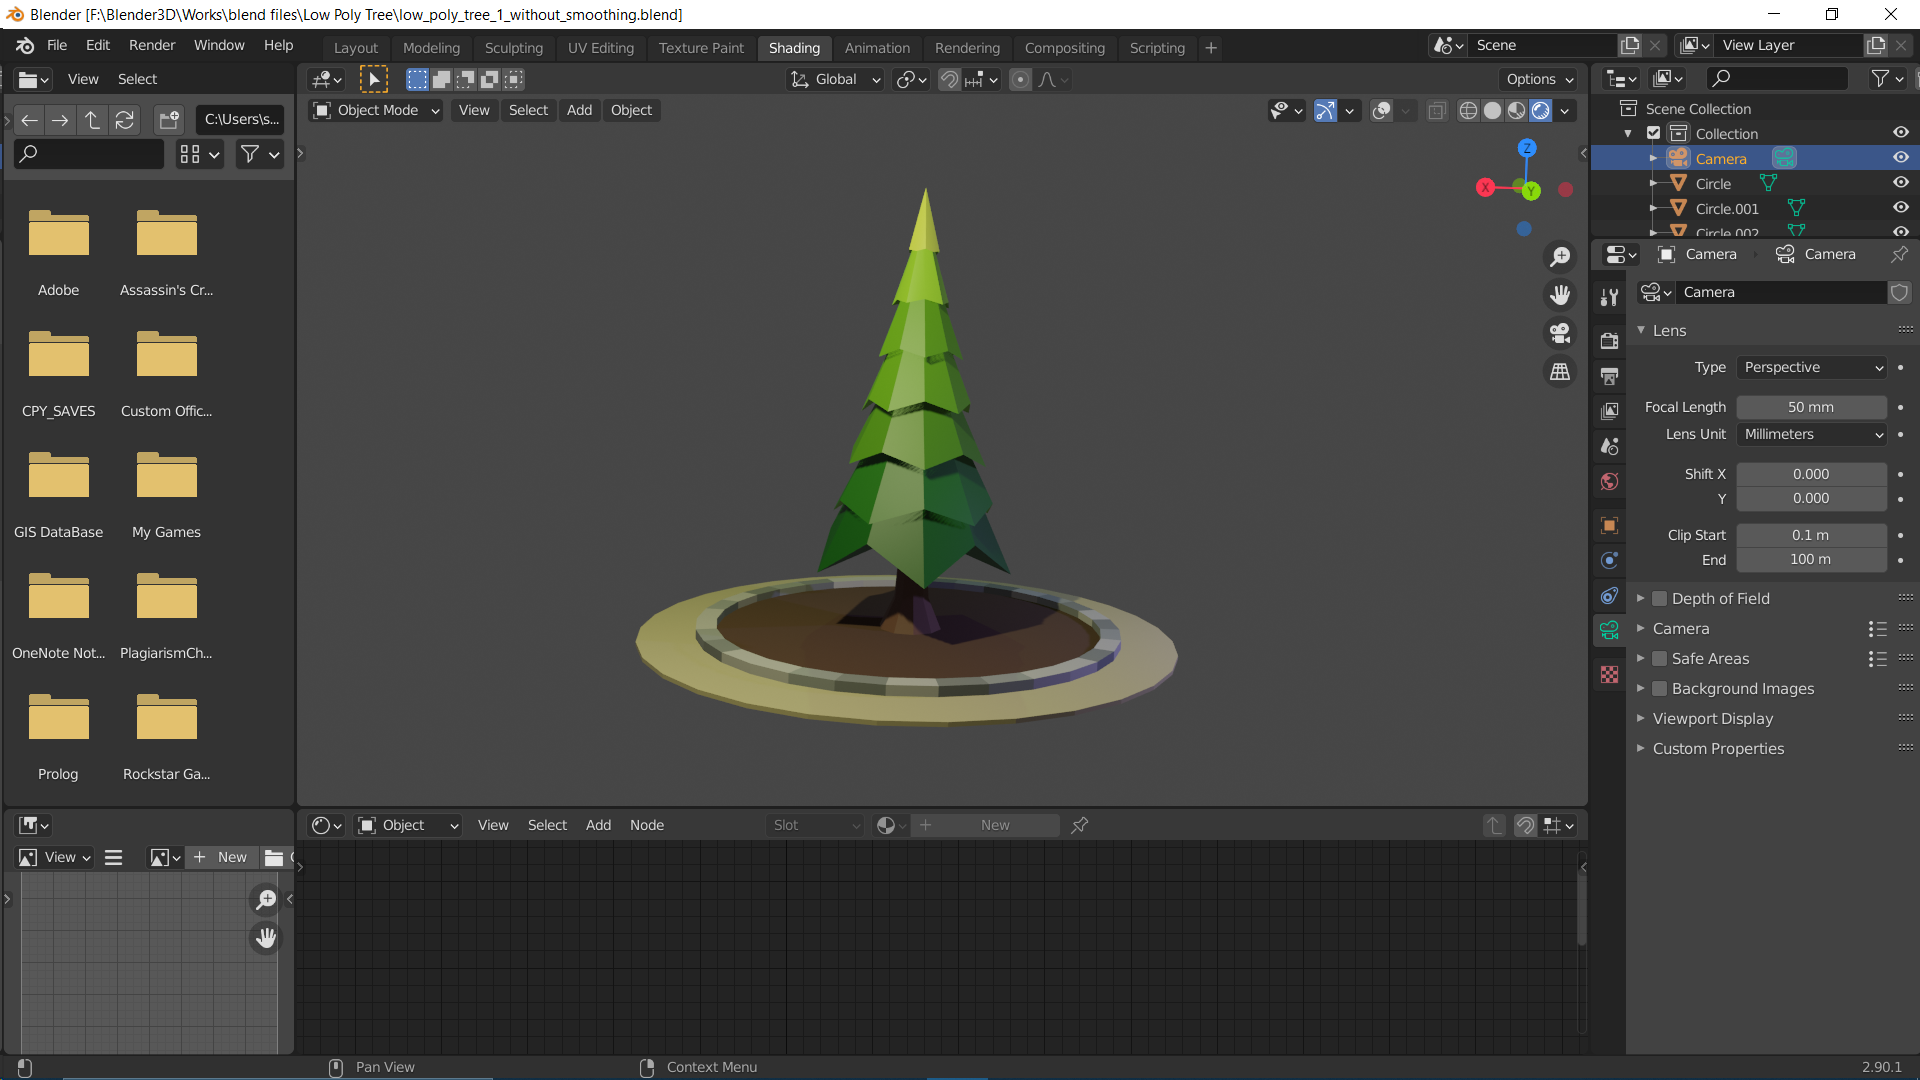 Blender [F:\Blender3D\Works\blend files\Low Poly Tree\low_poly_tree_1_without_smoothing.blend]
File Edit Render Window Help
Layout Modeling Sculpting UV Editing Texture Paint Shading Animation Rendering Compositing Scripting +
Scene
View Layer
View Select
Global
Options
Object Mode View Select Add Object
C:\Users\s...
Adobe
Assassin's Cr...
CPY_SAVES
Custom Offic...
GIS DataBase
My Games
OneNote Not...
PlagiarismCh...
Prolog
Rockstar Ga...
Z
X
Y
Scene Collection
Collection
Camera
Circle
Circle.001
Circle.002
Camera
Camera
Camera
Lens
Type Perspective
Focal Length 50 mm
Lens Unit Millimeters
Shift X 0.000
Y 0.000
Clip Start 0.1 m
End 100 m
Depth of Field
Camera
Safe Areas
Background Images
Viewport Display
Custom Properties
View
+ New
Object View Select Add Node
Slot
+ New
Pan View
Context Menu
2.90.1